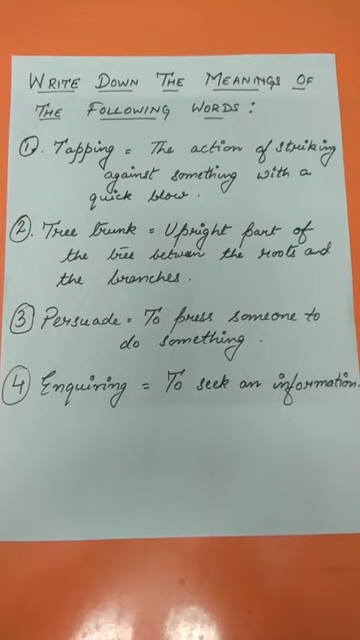 WRITE DOWN THE MEANINGS OF
THE FOLLOWING WORDS:
1. Tapping = The action of striking
against something with a
quick blow.
2. Tree trunk = Upright part of
the tree between the roots and
the branches.
3 Persuade = To press someone to
do something.
4 Enquiring = To seek an information.